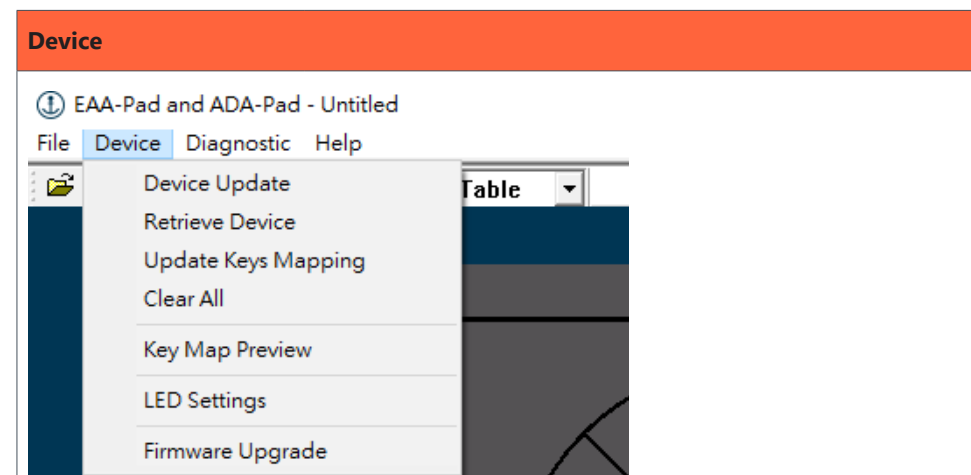 Device
EAA-Pad and ADA-Pad - Untitled
File Device Diagnostic Help
Table
Device Update
Retrieve Device
Update Keys Mapping
Clear All
Key Map Preview
LED Settings
Firmware Upgrade